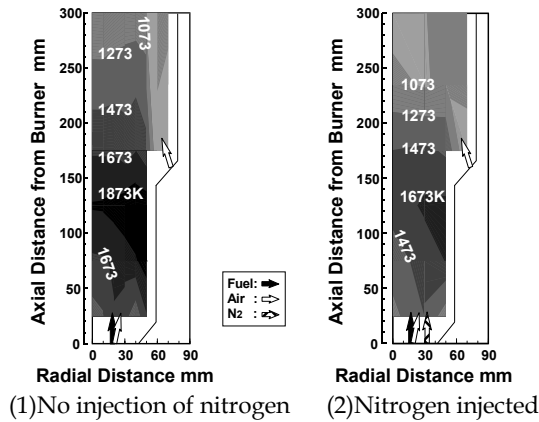 Axial Distance from Burner mm
300
250
200
150
100
50
0
1073
1273
1473
1673
1873K
1673
0 30 60 90
Radial Distance mm
(1)No injection of nitrogen
Fuel:
Air :
N2 :
Axial Distance from Burner mm
300
250
200
150
100
50
0
1073
1273
1473
1673K
1473
0 30 60 90
Radial Distance mm
(2)Nitrogen injected